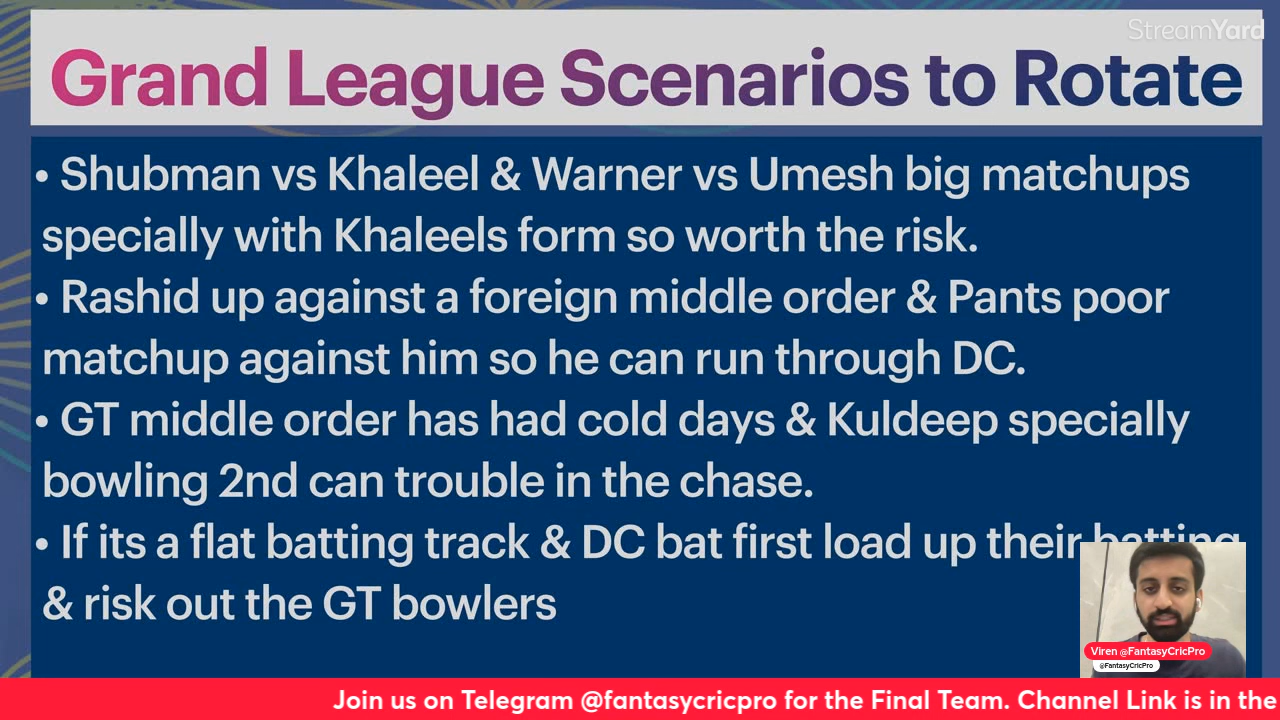 StreamYard
Grand League Scenarios to Rotate
• Shubman vs Khaleel & Warner vs Umesh big matchups
specially with Khaleels form so worth the risk.
• Rashid up against a foreign middle order & Pants poor
matchup against him so he can run through DC.
• GT middle order has had cold days & Kuldeep specially
bowling 2nd can trouble in the chase.
• If its a flat batting track & DC bat first load up their batting
& risk out the GT bowlers
Viren @FantasyCricPro
@FantasyCricPro
Join us on Telegram @fantasycricpro for the Final Team. Channel Link is in the